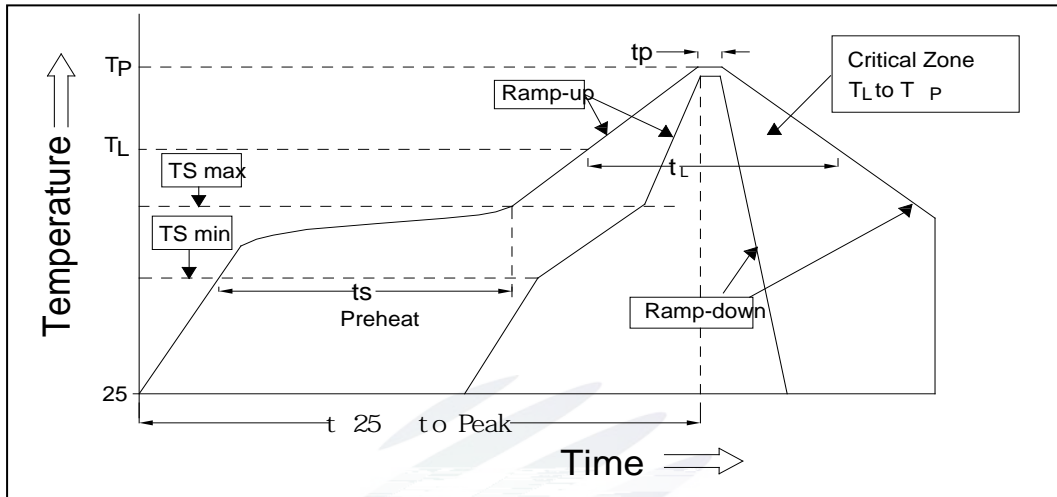 tp
TP
Critical Zone
TL to T P
Ramp-up
TL
TS max
tL
TS min
ts
Preheat
Ramp-down
25
t 25 to Peak
Time
Temperature